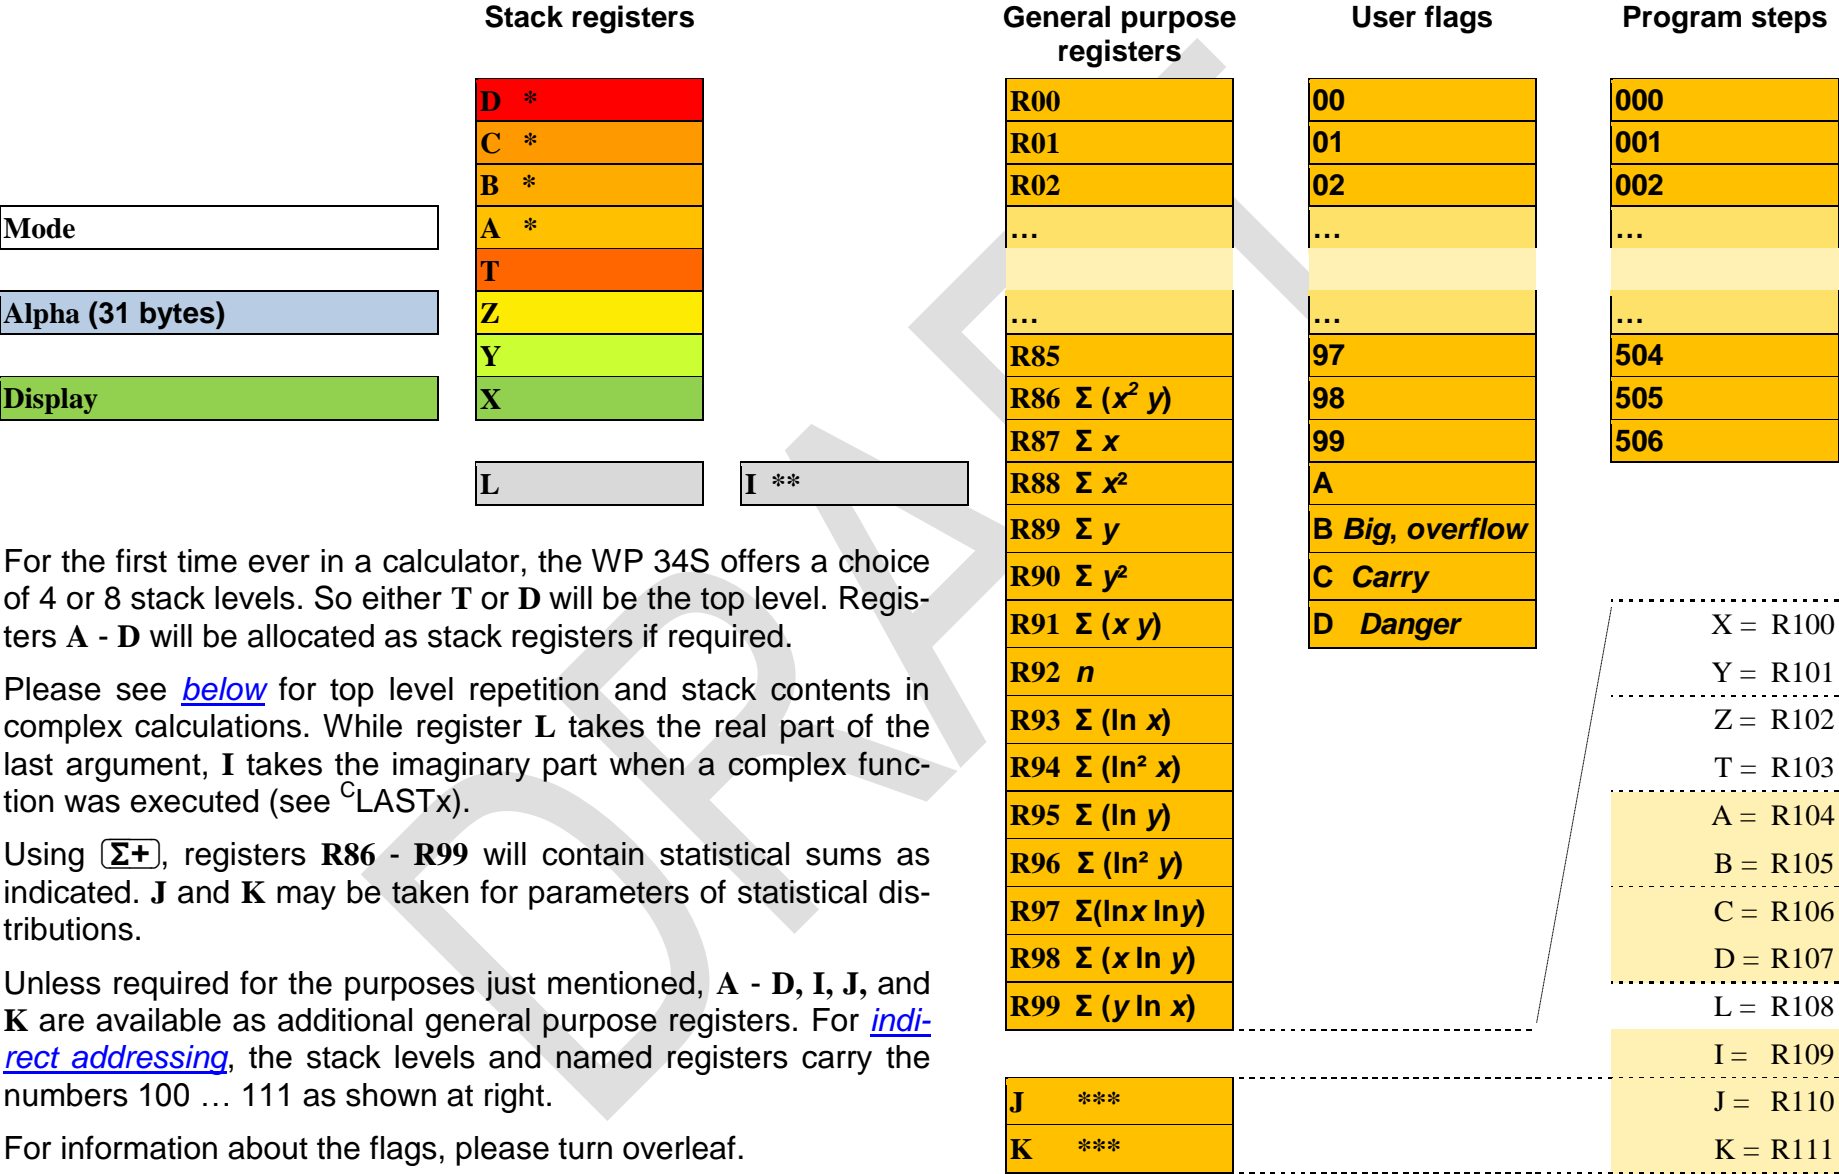 Stack registers
General purpose
registers
User flags
Program steps
D *
C *
B *
A *
T
Z
Y
X
Mode
Alpha (31 bytes)
Display
L
I **
R00
R01
R02
…
…
R85
R86 Σ (x² y)
R87 Σ x
R88 Σ x²
R89 Σ y
R90 Σ y²
R91 Σ (x y)
R92 n
R93 Σ (ln x)
R94 Σ (ln² x)
R95 Σ (ln y)
R96 Σ (ln² y)
R97 Σ(lnx lny)
R98 Σ (x ln y)
R99 Σ (y ln x)
J ***
K ***
00
01
02
…
…
97
98
99
A
B Big, overflow
C Carry
D Danger
000
001
002
…
…
504
505
506
X = R100
Y = R101
Z = R102
T = R103
A = R104
B = R105
C = R106
D = R107
L = R108
I = R109
J = R110
K = R111
For the first time ever in a calculator, the WP 34S offers a choice
of 4 or 8 stack levels. So either T or D will be the top level. Regis-
ters A - D will be allocated as stack registers if required.
Please see below for top level repetition and stack contents in
complex calculations. While register L takes the real part of the
last argument, I takes the imaginary part when a complex func-
tion was executed (see ᶜLASTx).
Using Σ+, registers R86 - R99 will contain statistical sums as
indicated. J and K may be taken for parameters of statistical dis-
tributions.
Unless required for the purposes just mentioned, A - D, I, J, and
K are available as additional general purpose registers. For indi-
rect addressing, the stack levels and named registers carry the
numbers 100 … 111 as shown at right.
For information about the flags, please turn overleaf.
DRAFT